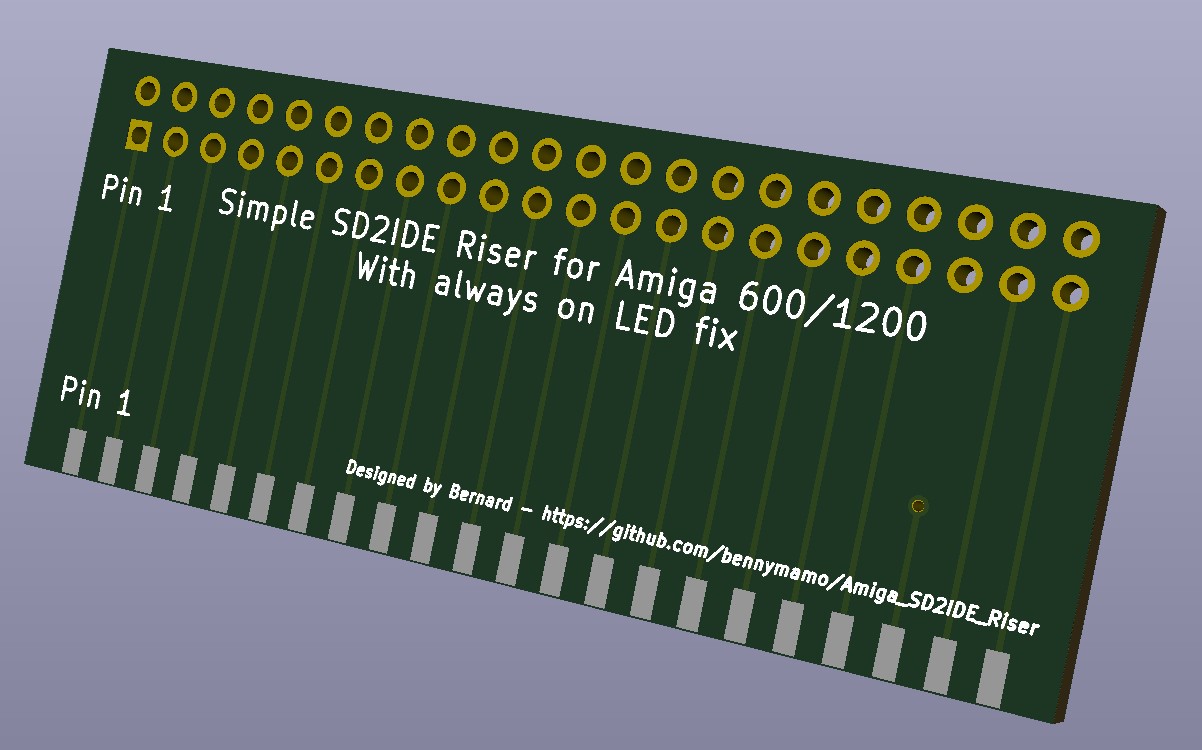 Pin 1
Simple SD2IDE Riser for Amiga 600/1200
With always on LED fix
Pin 1
Designed by Bernard - https://github.com/bennymamo/Amiga_SD2IDE_Riser